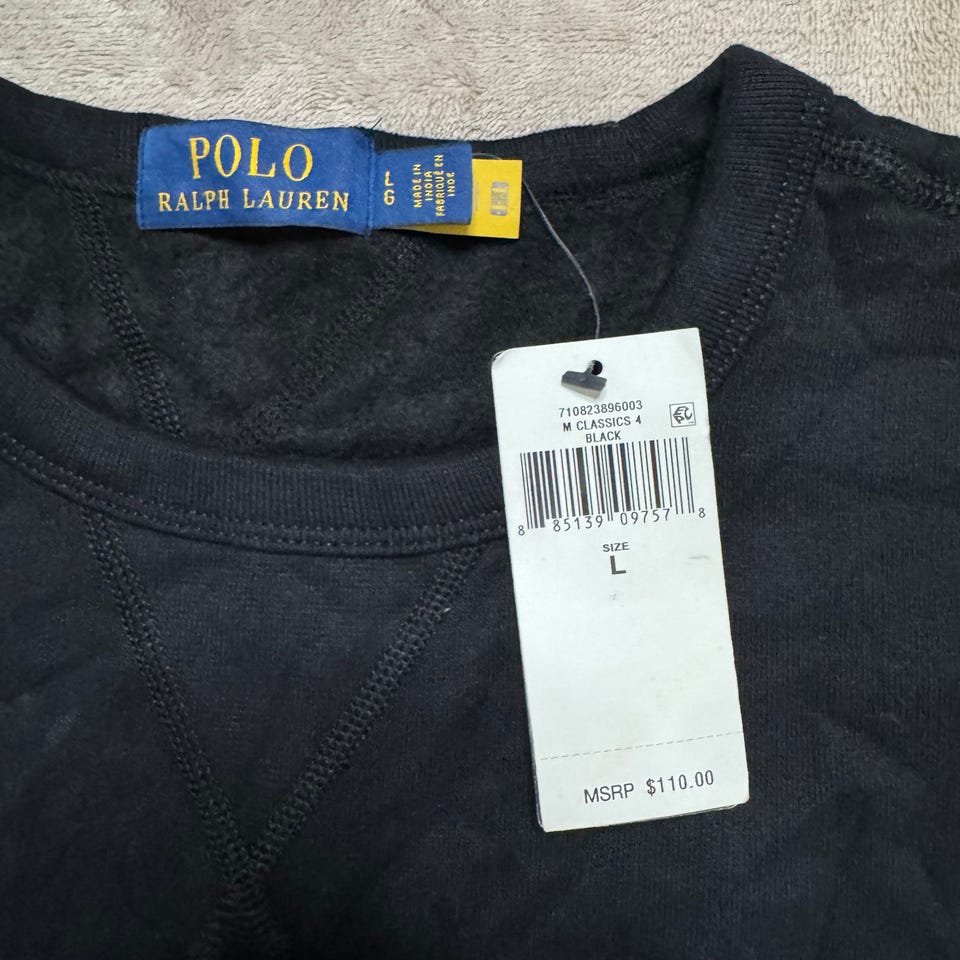 POLO
RALPH LAUREN
L
G
MADE IN
INDIA
FABRIQUÉ EN
INDE
710823896003
M CLASSICS 4
BLACK
8 85139 09757 8
SIZE
L
MSRP $110.00